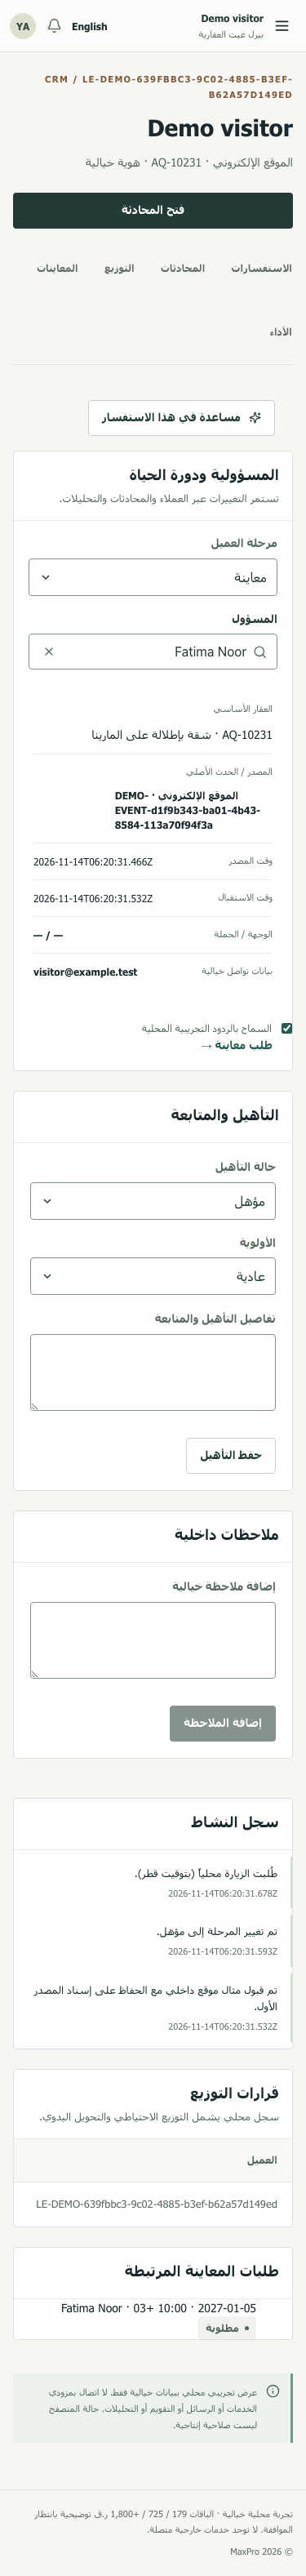 Demo visitor
بيرل غيت العقارية
English
YA
CRM / LE-DEMO-639FBBC3-9C02-4885-B3EF-
B62A57D149ED
Demo visitor
الموقع الإلكتروني · AQ-10231 · هوية خيالية
فتح المحادثة
الاستفسارات
المحادثات
التوزيع
المعاينات
الأداء
مساعدة في هذا الاستفسار
المسؤولية ودورة الحياة
تستمر التغييرات عبر العملاء والمحادثات والتحليلات.
مرحلة العميل
معاينة
المسؤول
Fatima Noor
العقار الأساسي
AQ-10231 · شقة بإطلالة على المارينا
المصدر / الحدث الأصلي
الموقع الإلكتروني · DEMO-
EVENT-d1f9b343-ba01-4b43-
8584-113a70f94f3a
وقت المصدر
2026-11-14T06:20:31.466Z
وقت الاستقبال
2026-11-14T06:20:31.532Z
الوجهة / الحملة
— / —
بيانات تواصل خيالية
visitor@example.test
السماح بالردود التجريبية المحلية
طلب معاينة →
التأهيل والمتابعة
حالة التأهيل
مؤهل
الأولوية
عادية
تفاصيل التأهيل والمتابعة
حفظ التأهيل
ملاحظات داخلية
إضافة ملاحظة خيالية
إضافة الملاحظة
سجل النشاط
طُلبت الزيارة محلياً (بتوقيت قطر).
2026-11-14T06:20:31.678Z
تم تغيير المرحلة إلى مؤهل.
2026-11-14T06:20:31.593Z
تم قبول مثال موقع داخلي مع الحفاظ على إسناد المصدر
الأول.
2026-11-14T06:20:31.532Z
قرارات التوزيع
سجل محلي يشمل التوزيع الاحتياطي والتحويل اليدوي.
العميل
LE-DEMO-639fbbc3-9c02-4885-b3ef-b62a57d149ed
طلبات المعاينة المرتبطة
2027-01-05 · 10:00 +03 · Fatima Noor
• مطلوبة
عرض تجريبي محلي ببيانات خيالية فقط. لا اتصال بمزودي
الخدمات أو الرسائل أو التقويم أو التحليلات. حالة المتصفح
ليست صلاحية إنتاجية.
تجربة محلية خيالية · الباقات 179 / 725 / +1,800 ر.ق توضيحية بانتظار
الموافقة. لا توجد خدمات خارجية متصلة.
© 2026 MaxPro